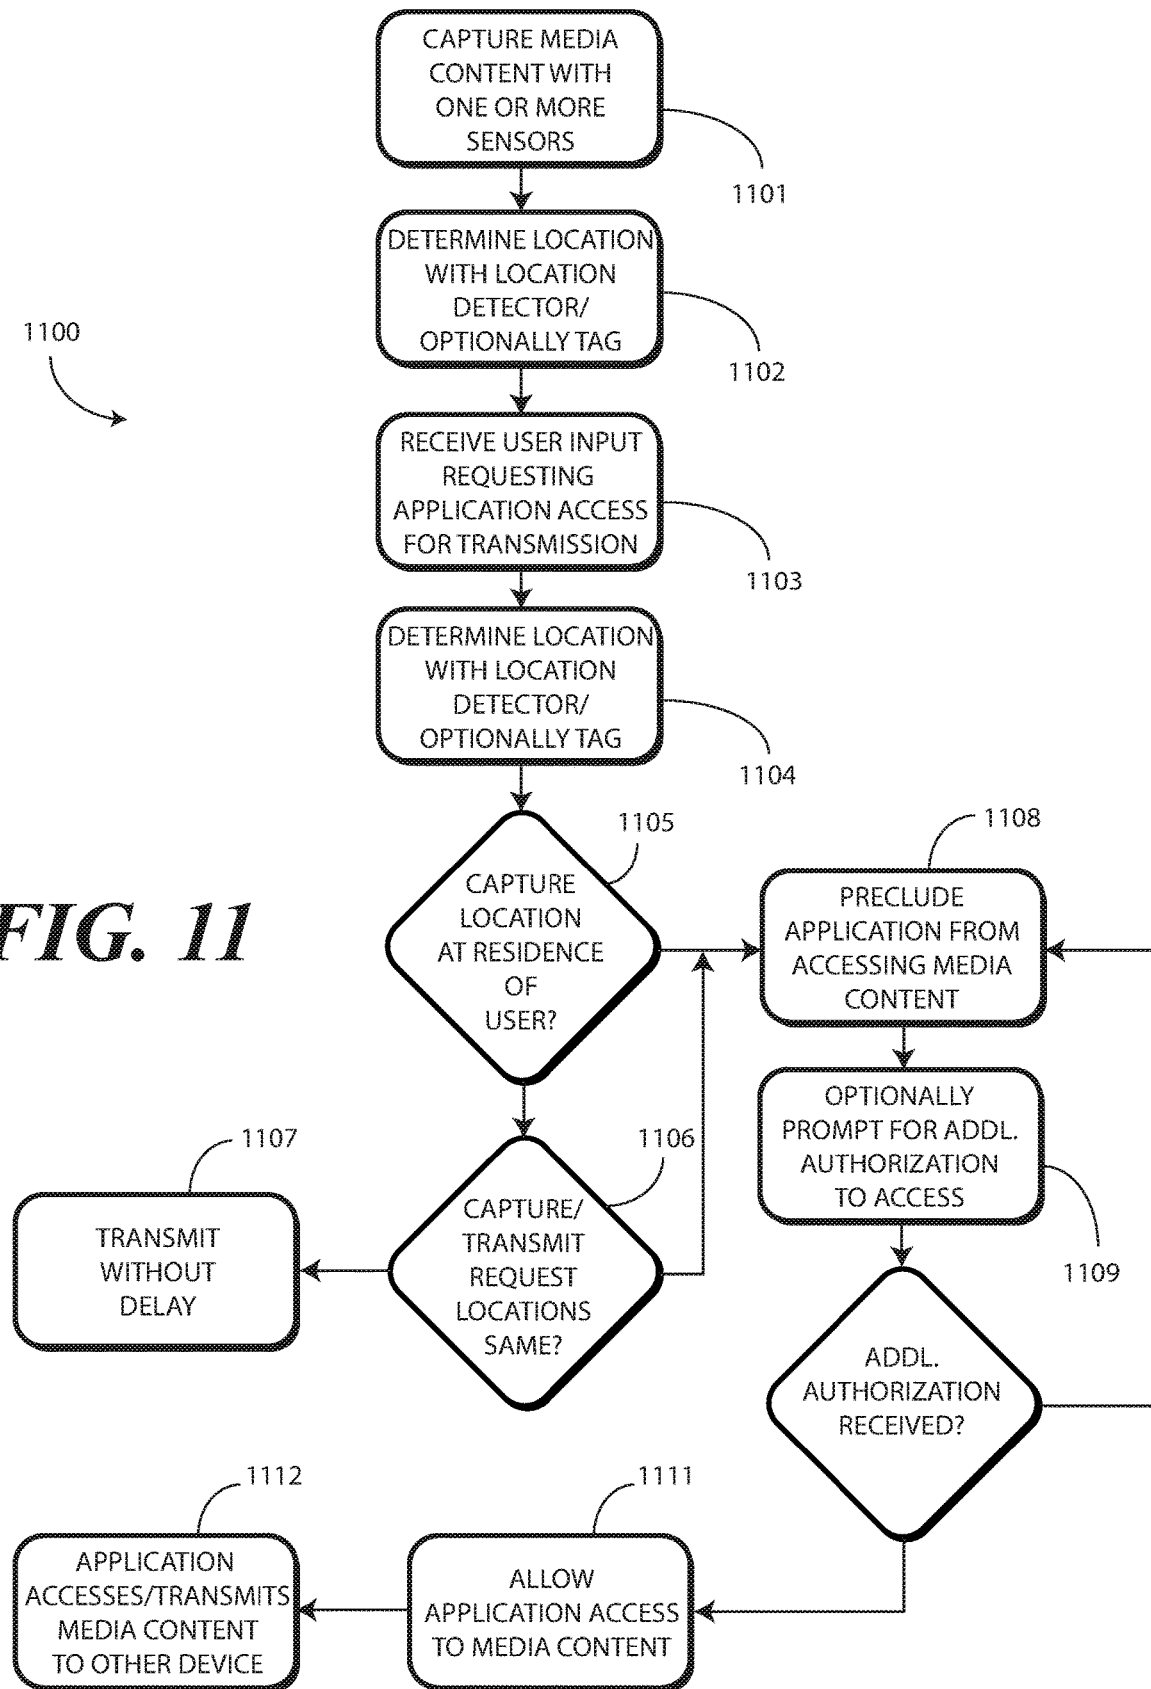 CAPTURE MEDIA
CONTENT WITH
ONE OR MORE
SENSORS
1101
DETERMINE LOCATION
WITH LOCATION
DETECTOR/
OPTIONALLY TAG
1102
1100
RECEIVE USER INPUT
REQUESTING
APPLICATION ACCESS
FOR TRANSMISSION
1103
DETERMINE LOCATION
WITH LOCATION
DETECTOR/
OPTIONALLY TAG
1104
FIG. 11
CAPTURE
LOCATION
AT RESIDENCE
OF
USER?
1105
1108
PRECLUDE
APPLICATION FROM
ACCESSING MEDIA
CONTENT
OPTIONALLY
PROMPT FOR ADDL.
AUTHORIZATION
TO ACCESS
1109
1107
TRANSMIT
WITHOUT
DELAY
1106
CAPTURE/
TRANSMIT
REQUEST
LOCATIONS
SAME?
ADDL.
AUTHORIZATION
RECEIVED?
1112
APPLICATION
ACCESSES/TRANSMITS
MEDIA CONTENT
TO OTHER DEVICE
1111
ALLOW
APPLICATION ACCESS
TO MEDIA CONTENT